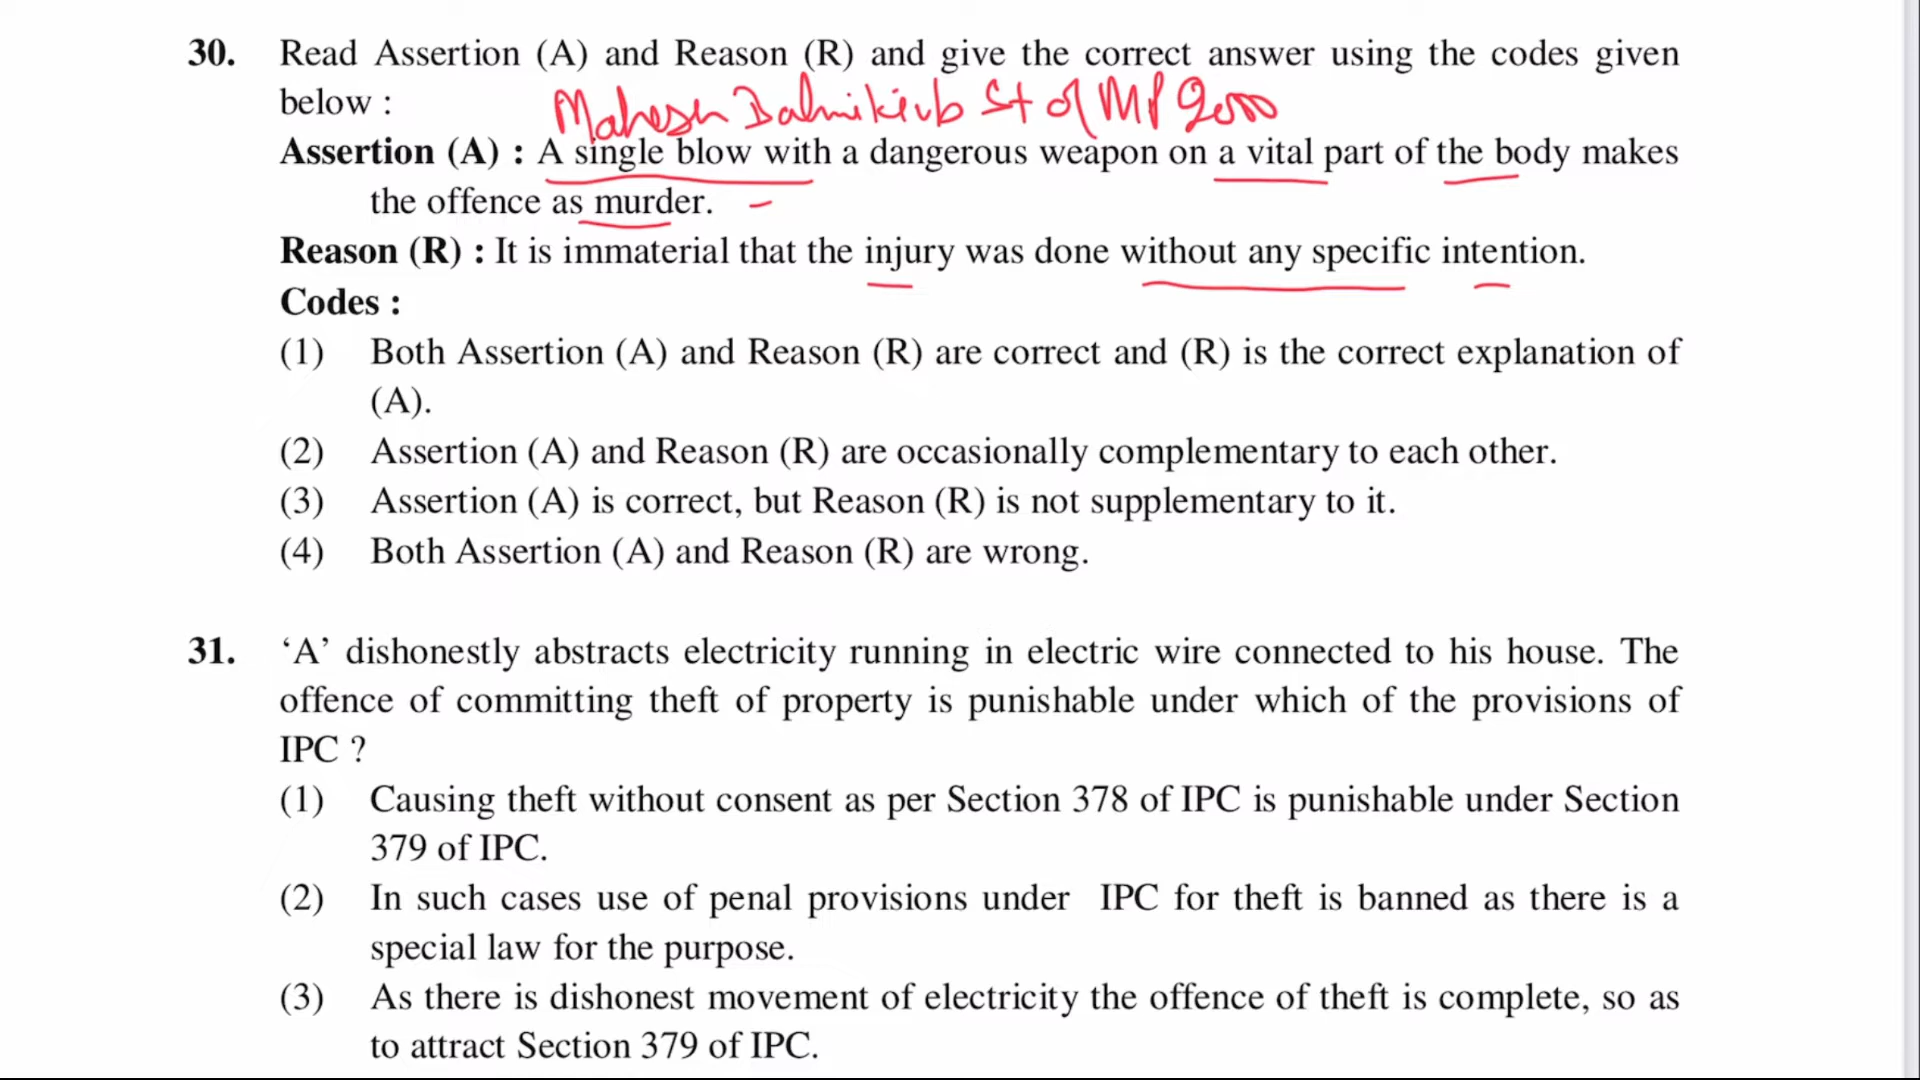 30. Read Assertion (A) and Reason (R) and give the correct answer using the codes given
below :
Mahesh Balmiki v/s St of MP 2000
Assertion (A) : A single blow with a dangerous weapon on a vital part of the body makes
the offence as murder.
Reason (R) : It is immaterial that the injury was done without any specific intention.
Codes :
(1) Both Assertion (A) and Reason (R) are correct and (R) is the correct explanation of
(A).
(2) Assertion (A) and Reason (R) are occasionally complementary to each other.
(3) Assertion (A) is correct, but Reason (R) is not supplementary to it.
(4) Both Assertion (A) and Reason (R) are wrong.
31. ‘A’ dishonestly abstracts electricity running in electric wire connected to his house. The
offence of committing theft of property is punishable under which of the provisions of
IPC ?
(1) Causing theft without consent as per Section 378 of IPC is punishable under Section
379 of IPC.
(2) In such cases use of penal provisions under IPC for theft is banned as there is a
special law for the purpose.
(3) As there is dishonest movement of electricity the offence of theft is complete, so as
to attract Section 379 of IPC.